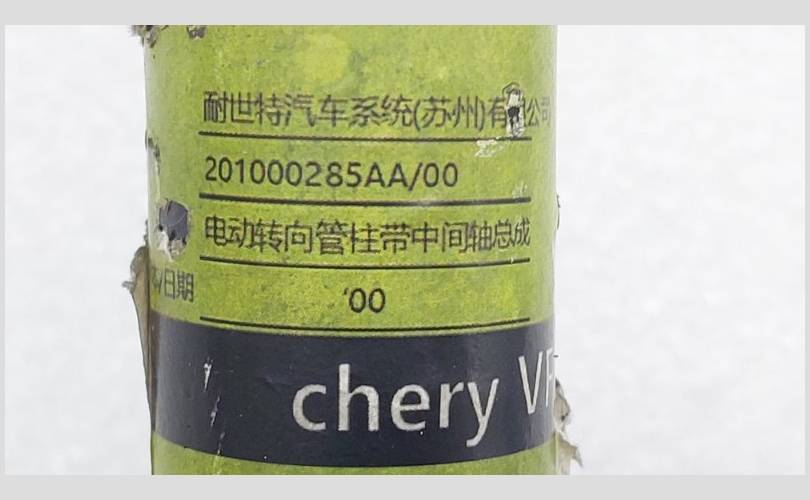 耐世特汽车系统(苏州)有公司
201000285AA/00
电动转向管柱带中间轴总成
/日期
'00
chery VF